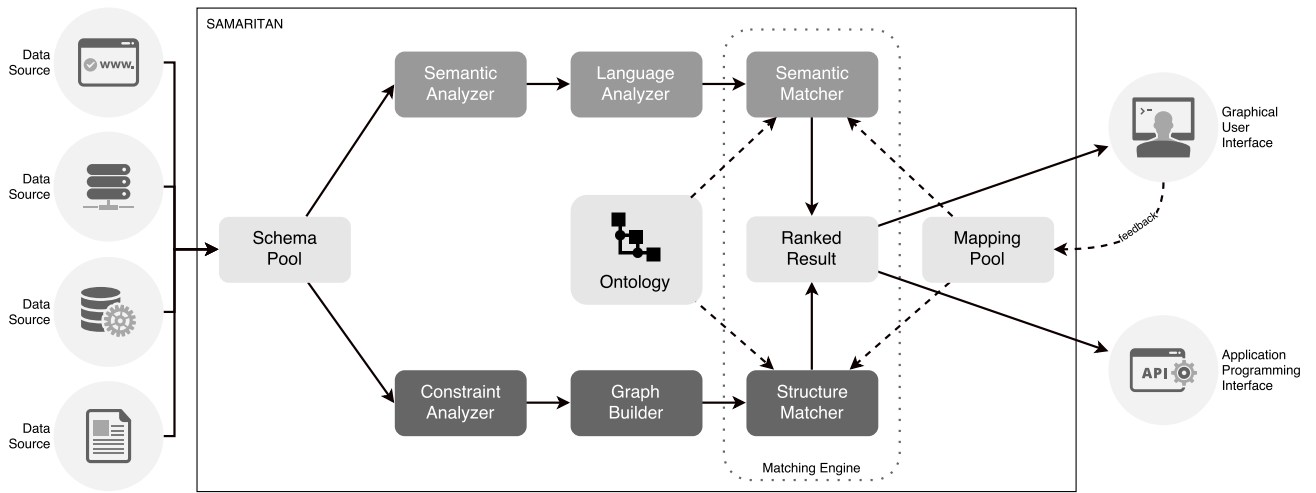 SAMARITAN
Data
Source
www.
Data
Source
Data
Source
Data
Source
Schema
Pool
Semantic
Analyzer
Language
Analyzer
Semantic
Matcher
Ontology
Ranked
Result
Mapping
Pool
Constraint
Analyzer
Graph
Builder
Structure
Matcher
Matching Engine
>-
Graphical
User
Interface
feedback
API
Application
Programming
Interface